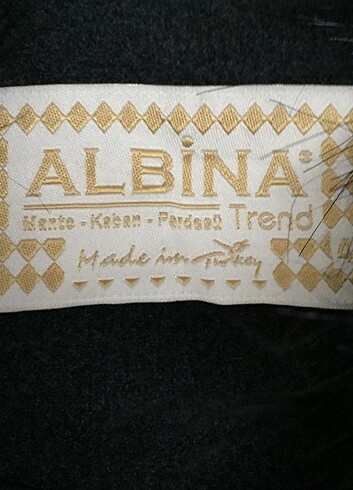 ALBİNA®
Manto - Kaban - Pardesü Trend
Made in Turkey